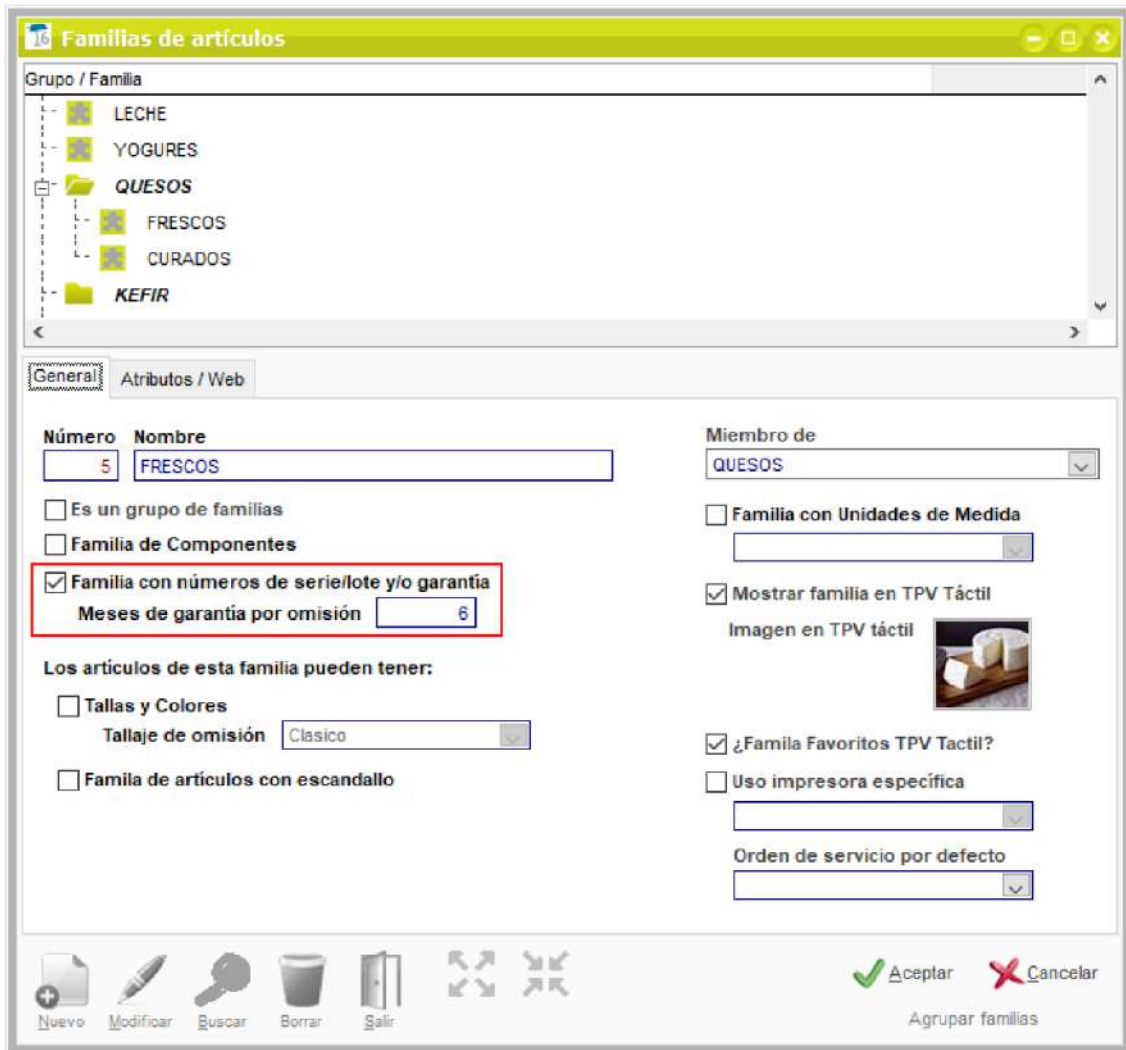 16 Familias de artículos
Grupo / Familia
LECHE
YOGURES
QUESOS
FRESCOS
CURADOS
KEFIR
General Atributos / Web
Número Nombre
5 FRESCOS
Es un grupo de familias
Familia de Componentes
Familia con números de serie/lote y/o garantía
Meses de garantía por omisión 6
Los artículos de esta familia pueden tener:
Tallas y Colores
Tallaje de omisión Clasico
Famila de artículos con escandallo
Miembro de
QUESOS
Familia con Unidades de Medida
Mostrar familia en TPV Táctil
Imagen en TPV táctil
¿Famila Favoritos TPV Tactil?
Uso impresora específica
Orden de servicio por defecto
Nuevo Modificar Buscar Borrar Salir
Aceptar Cancelar
Agrupar familias